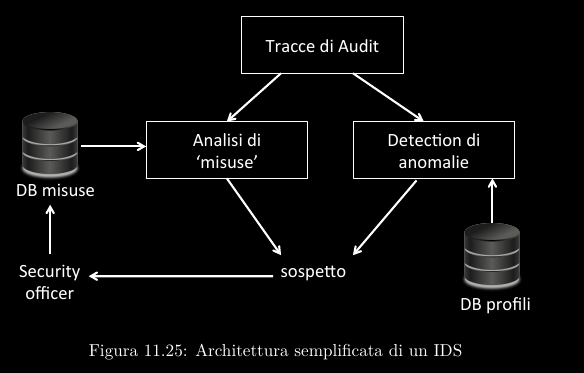 Tracce di Audit
Analisi di
‘misuse’
Detection di
anomalie
DB misuse
Security
officer
sospetto
DB profili
Figura 11.25: Architettura semplificata di un IDS